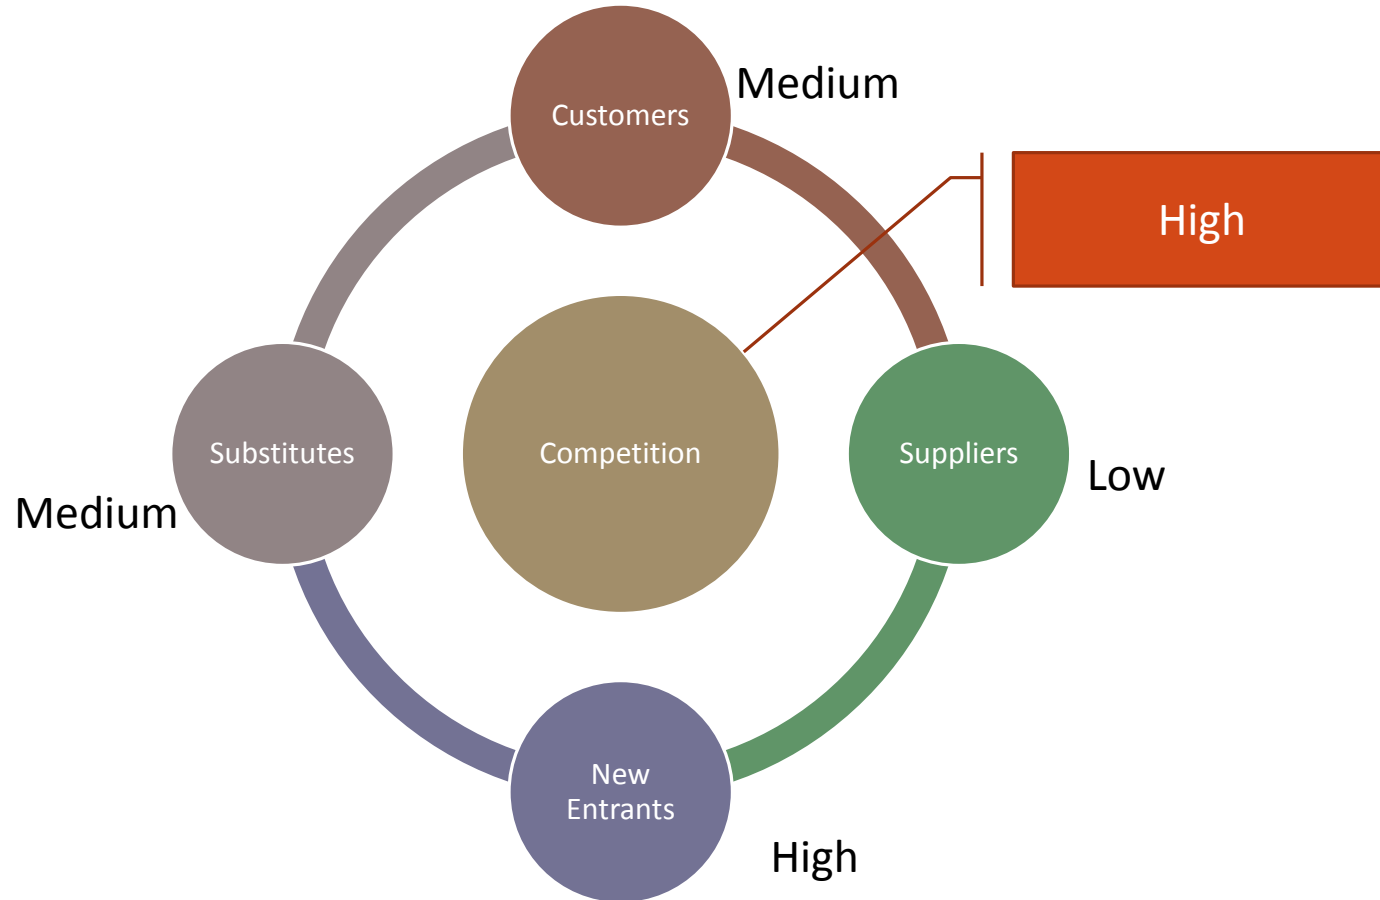 Customers
Medium
High
Substitutes
Medium
Competition
Suppliers
Low
New
Entrants
High